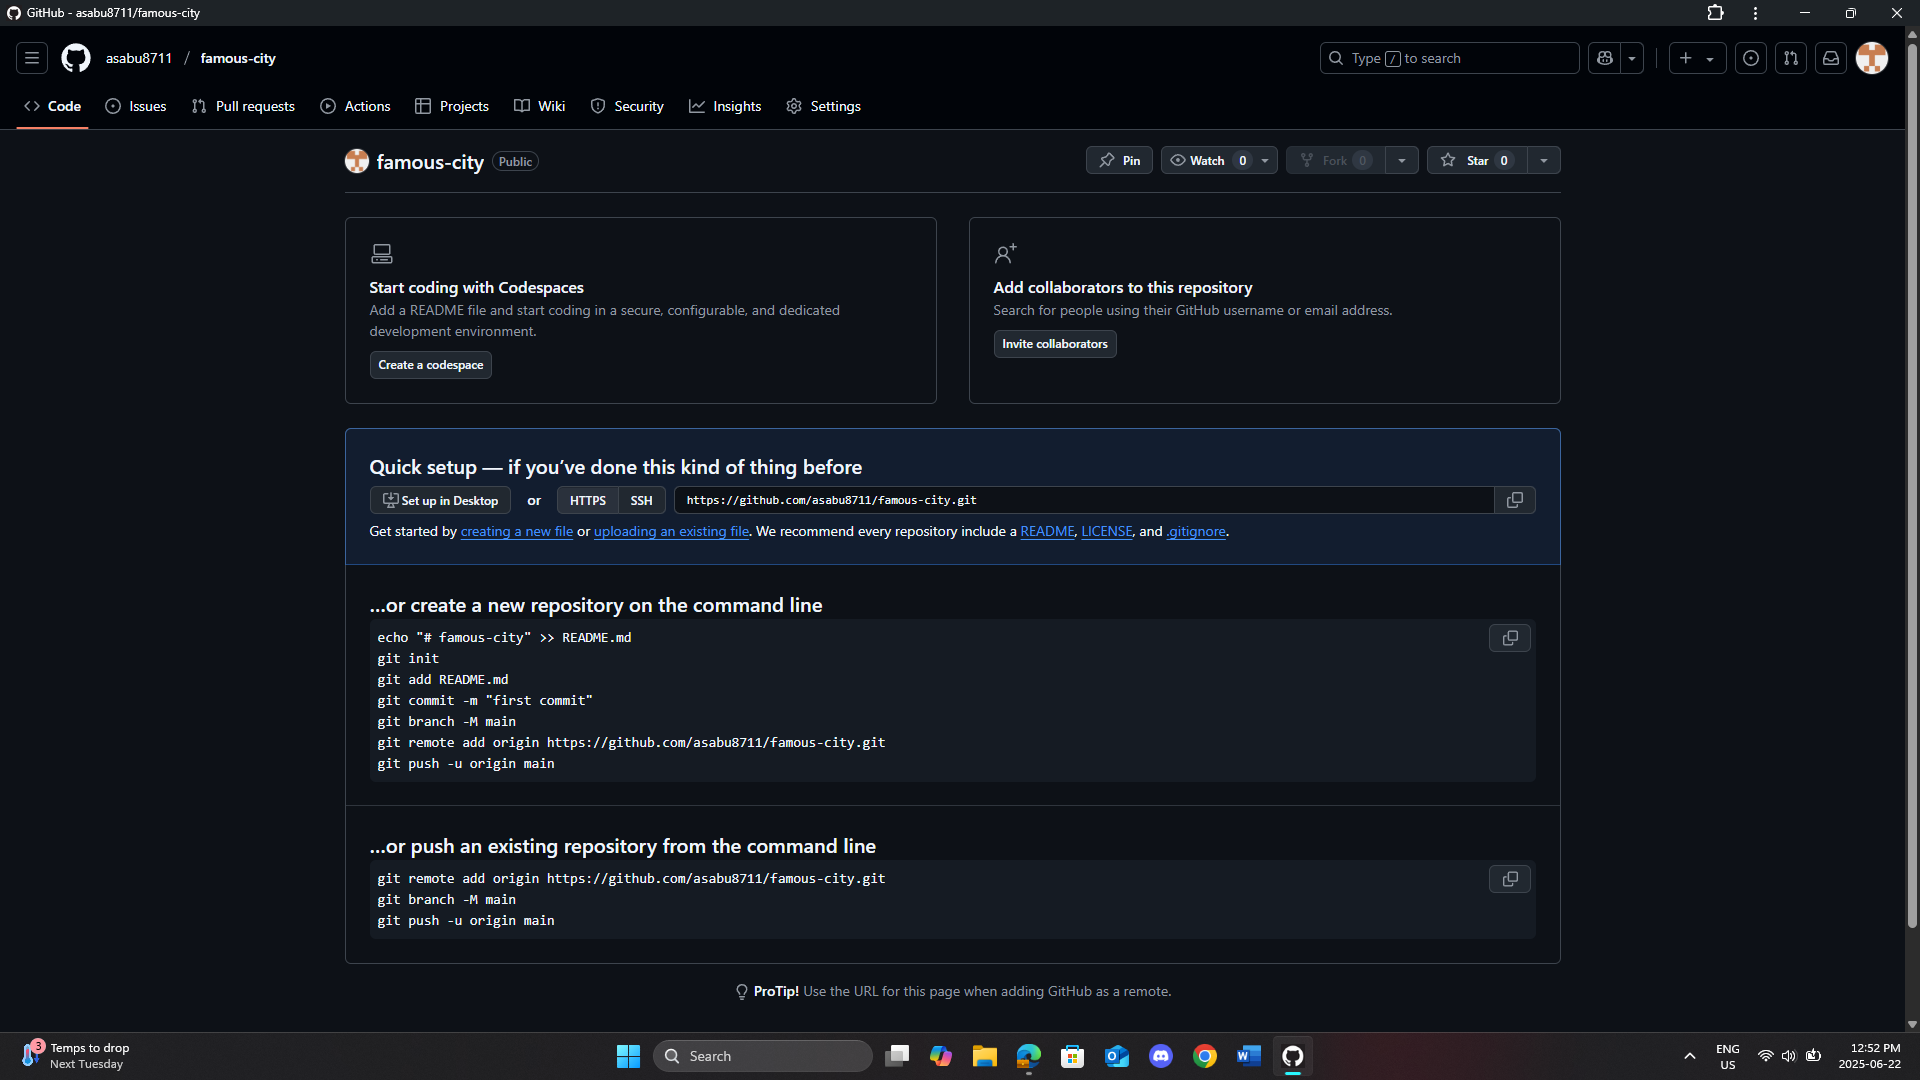 GitHub - asabu8711/famous-city
asabu8711 / famous-city
Type / to search
Code
Issues
Pull requests
Actions
Projects
Wiki
Security
Insights
Settings
famous-city Public
Pin
Watch 0
Fork 0
Star 0
Start coding with Codespaces
Add a README file and start coding in a secure, configurable, and dedicated
development environment.
Create a codespace
Add collaborators to this repository
Search for people using their GitHub username or email address.
Invite collaborators
Quick setup — if you’ve done this kind of thing before
Set up in Desktop or HTTPS SSH https://github.com/asabu8711/famous-city.git
Get started by creating a new file or uploading an existing file. We recommend every repository include a README, LICENSE, and .gitignore.
…or create a new repository on the command line
echo "# famous-city" >> README.md
git init
git add README.md
git commit -m "first commit"
git branch -M main
git remote add origin https://github.com/asabu8711/famous-city.git
git push -u origin main
…or push an existing repository from the command line
git remote add origin https://github.com/asabu8711/famous-city.git
git branch -M main
git push -u origin main
ProTip! Use the URL for this page when adding GitHub as a remote.
3
Temps to drop
Next Tuesday
Search
ENG
US
12:52 PM
2025-06-22